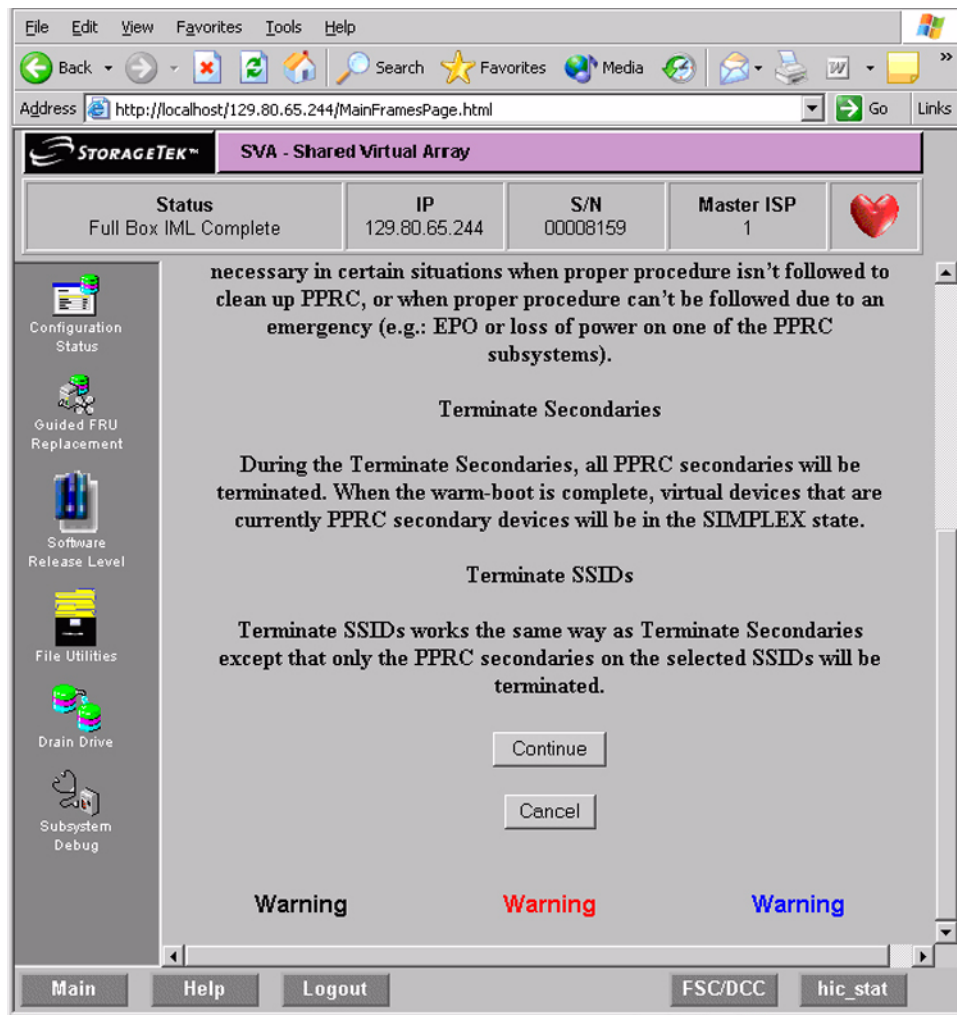 File Edit View Favorites Tools Help
Back Search Favorites Media »
Address http://localhost/129.80.65.244/MainFramesPage.html Go Links
STORAGETEK™ SVA - Shared Virtual Array
Status IP S/N Master ISP
Full Box IML Complete 129.80.65.244 00008159 1
Configuration
Status
Guided FRU
Replacement
Software
Release Level
File Utilities
Drain Drive
Subsystem
Debug
necessary in certain situations when proper procedure isn't followed to
clean up PPRC, or when proper procedure can't be followed due to an
emergency (e.g.: EPO or loss of power on one of the PPRC
subsystems).
Terminate Secondaries
During the Terminate Secondaries, all PPRC secondaries will be
terminated. When the warm-boot is complete, virtual devices that are
currently PPRC secondary devices will be in the SIMPLEX state.
Terminate SSIDs
Terminate SSIDs works the same way as Terminate Secondaries
except that only the PPRC secondaries on the selected SSIDs will be
terminated.
Continue
Cancel
Warning Warning Warning
Main Help Logout FSC/DCC hic_stat